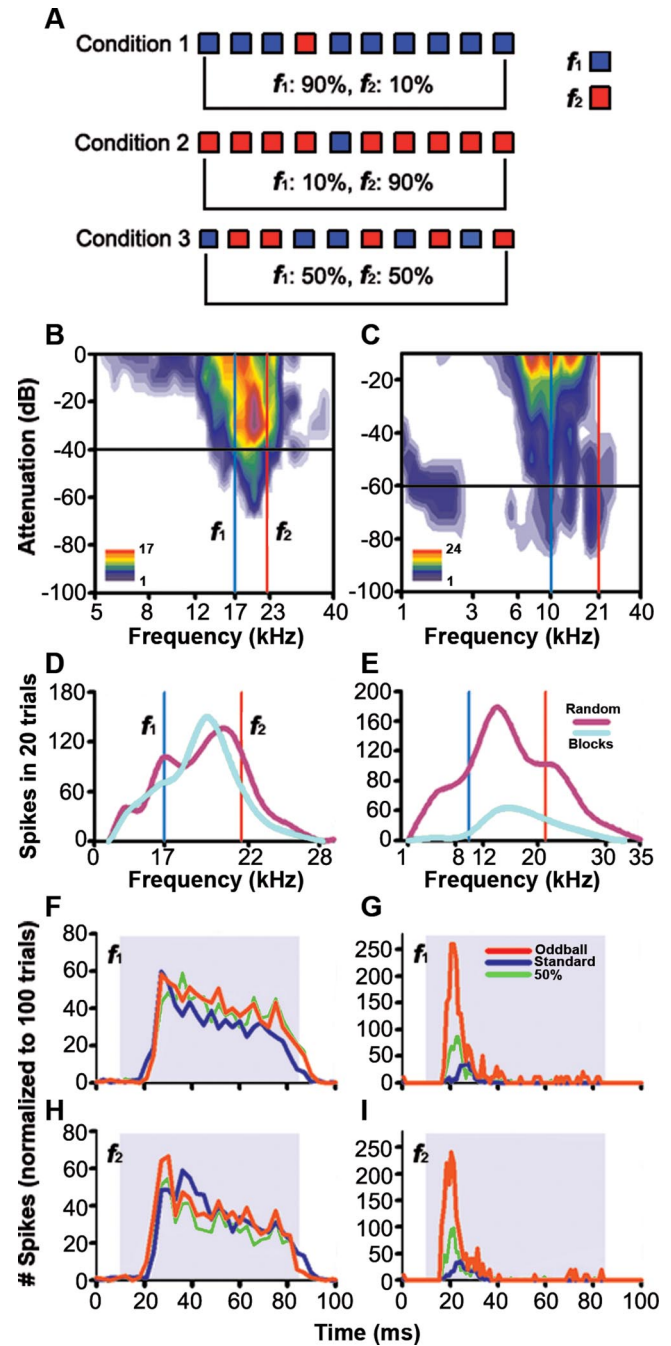 A
Condition 1
f1: 90%, f2: 10%
f1
f2
Condition 2
f1: 10%, f2: 90%
Condition 3
f1: 50%, f2: 50%
B
C
Attenuation (dB)
0
-20
-40
-60
-80
-100
f1
f2
17
1
5 8 12 17 23 40
Frequency (kHz)
-20
-40
-60
-80
-100
24
1
1 3 6 10 21 40
Frequency (kHz)
D
E
Spikes in 20 trials
180
120
60
0
f1
f2
0 17 22 28
Frequency (kHz)
200
160
120
80
60
0
Random
Blocks
1 8 12 20 30 35
Frequency (kHz)
F
G
# Spikes (normalized to 100 trials)
80
60
40
20
0
f1
250
200
150
100
50
0
f1
Oddball
Standard
50%
H
I
80
60
40
20
0
f2
0 20 40 60 80 100
250
200
150
100
50
0
f2
0 20 40 60 80 100
Time (ms)